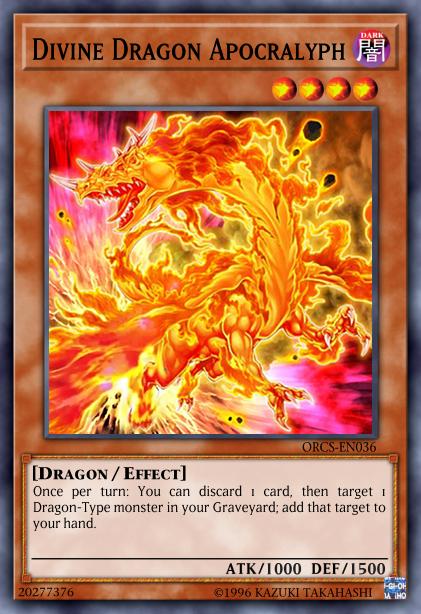 DIVINE DRAGON APOCRALYPH
DARK
闇
ORCS-EN036
[DRAGON / EFFECT]
Once per turn: You can discard 1 card, then target 1
Dragon-Type monster in your Graveyard; add that target to
your hand.
ATK/1000 DEF/1500
20277376
©1996 KAZUKI TAKAHASHI